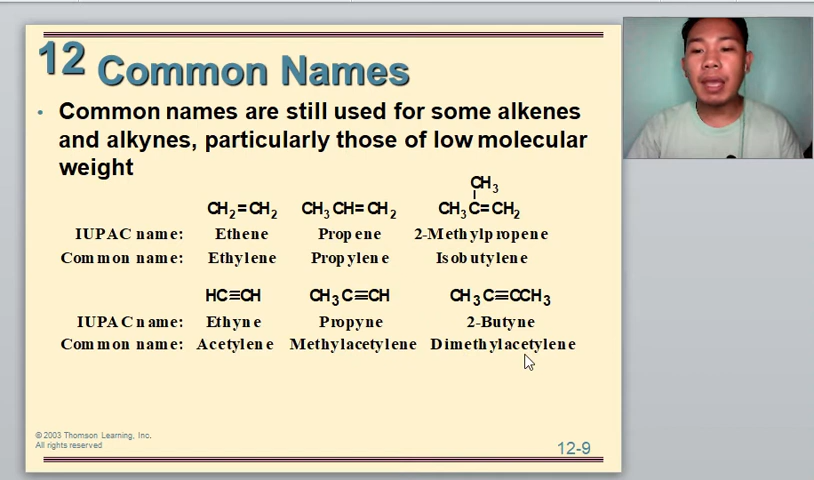 12 Common Names
• Common names are still used for some alkenes
and alkynes, particularly those of low molecular
weight
CH3
CH2=CH2 CH3CH=CH2 CH3C=CH2
IUPAC name: Ethene Propene 2-Methylpropene
Common name: Ethylene Propylene Isobutylene
HC≡CH CH3C≡CH CH3C≡CCH3
IUPAC name: Ethyne Propyne 2-Butyne
Common name: Acetylene Methylacetylene Dimethylacetylene
© 2003 Thomson Learning, Inc.
All rights reserved
12-9